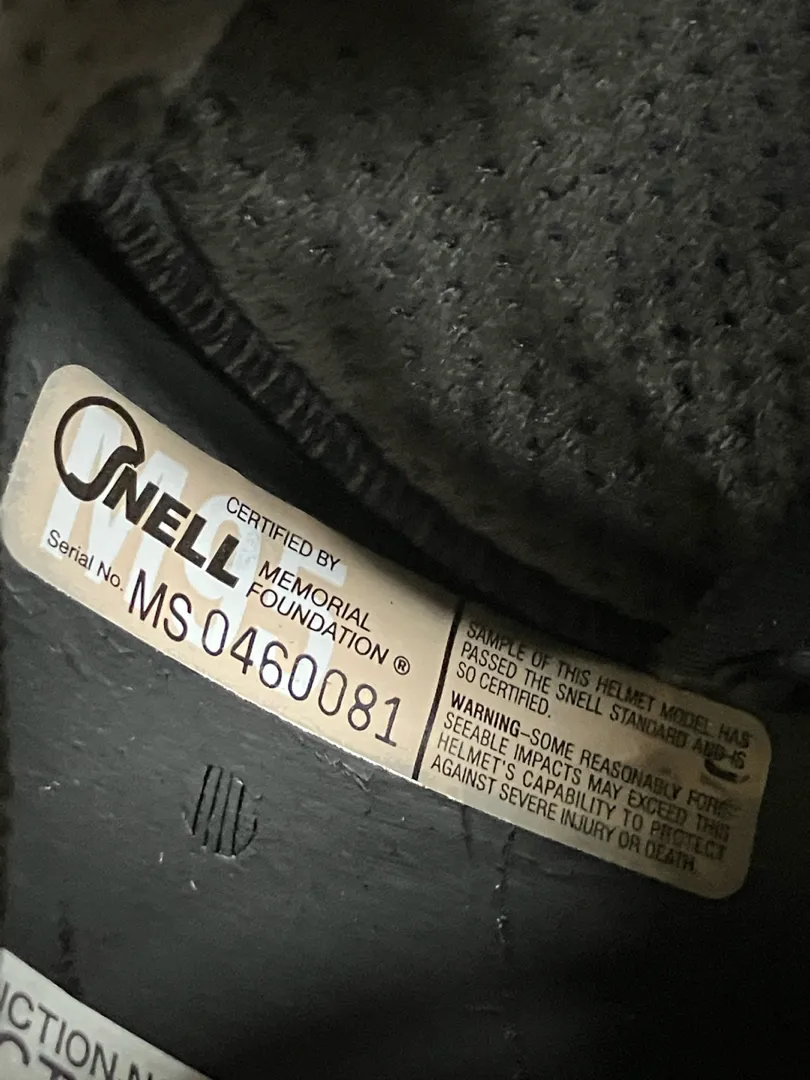 M95
SNELL
CERTIFIED BY
MEMORIAL
FOUNDATION ®
Serial No. MS 0460081
SAMPLE OF THIS HELMET MODEL HAS
PASSED THE SNELL STANDARD AND IS
SO CERTIFIED.
WARNING–SOME REASONABLY FORE-
SEEABLE IMPACTS MAY EXCEED THIS
HELMET'S CAPABILITY TO PROTECT
AGAINST SEVERE INJURY OR DEATH.